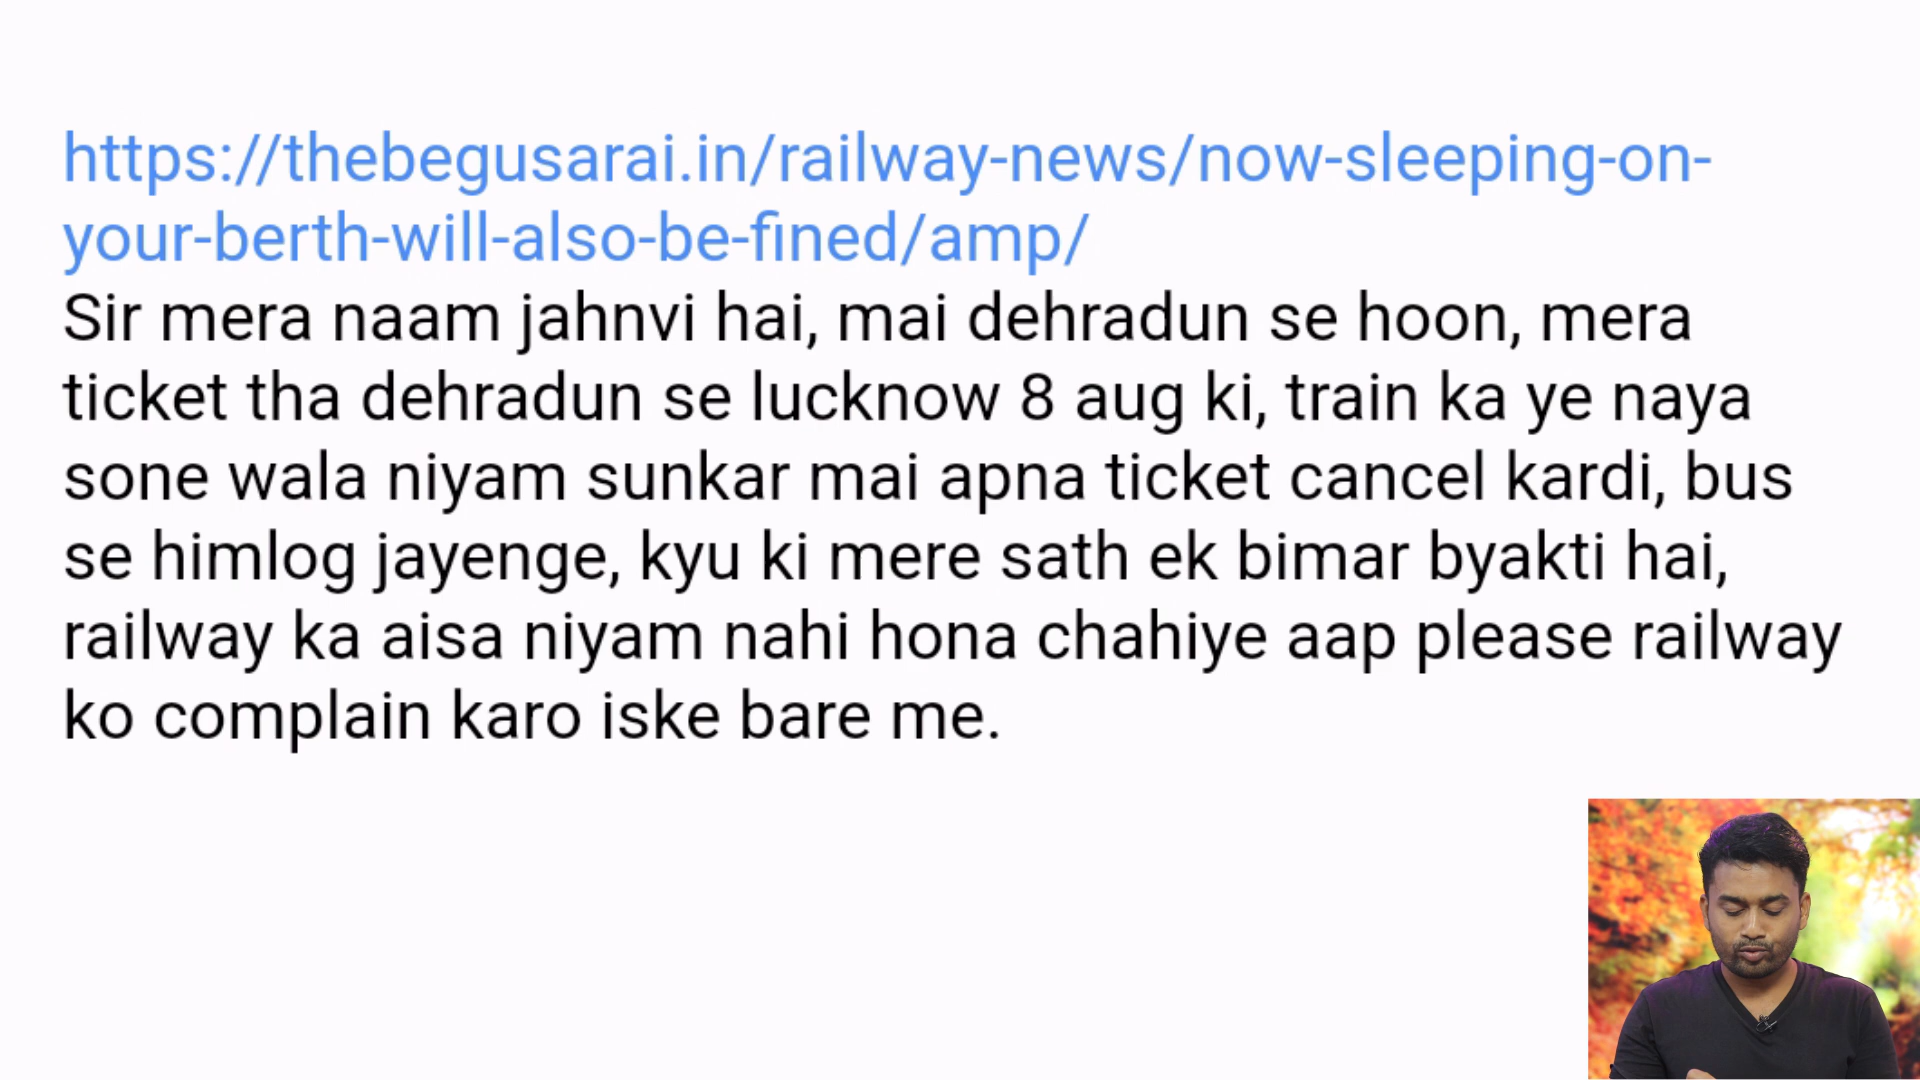 https://thebegusarai.in/railway-news/now-sleeping-on-
your-berth-will-also-be-fined/amp/
Sir mera naam jahnvi hai, mai dehradun se hoon, mera
ticket tha dehradun se lucknow 8 aug ki, train ka ye naya
sone wala niyam sunkar mai apna ticket cancel kardi, bus
se himlog jayenge, kyu ki mere sath ek bimar byakti hai,
railway ka aisa niyam nahi hona chahiye aap please railway
ko complain karo iske bare me.